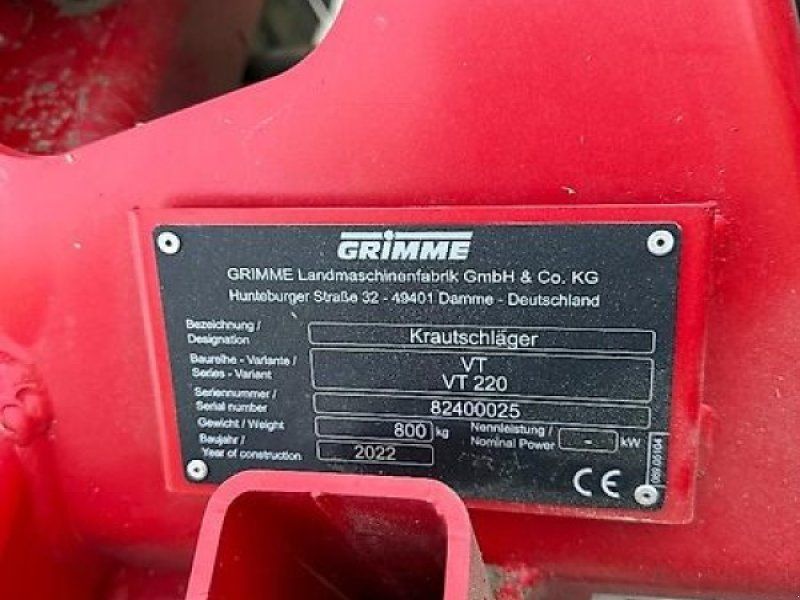 GRIMME
GRIMME Landmaschinenfabrik GmbH & Co. KG
Hunteburger Straße 32 - 49401 Damme - Deutschland
Bezeichnung / Designation Krautschläger
Baureihe - Variante / Series - Variant VT VT 220
Seriennummer / Serial number 82400025
Gewicht / Weight 800 kg Nennleistung / Nominal Power - kW
Baujahr / Year of construction 2022
CE
089.05104